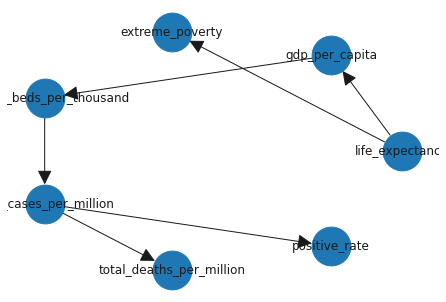 extreme_poverty
gdp_per_capita
_beds_per_thousand
life_expectanc
_cases_per_million
positive_rate
total_deaths_per_million